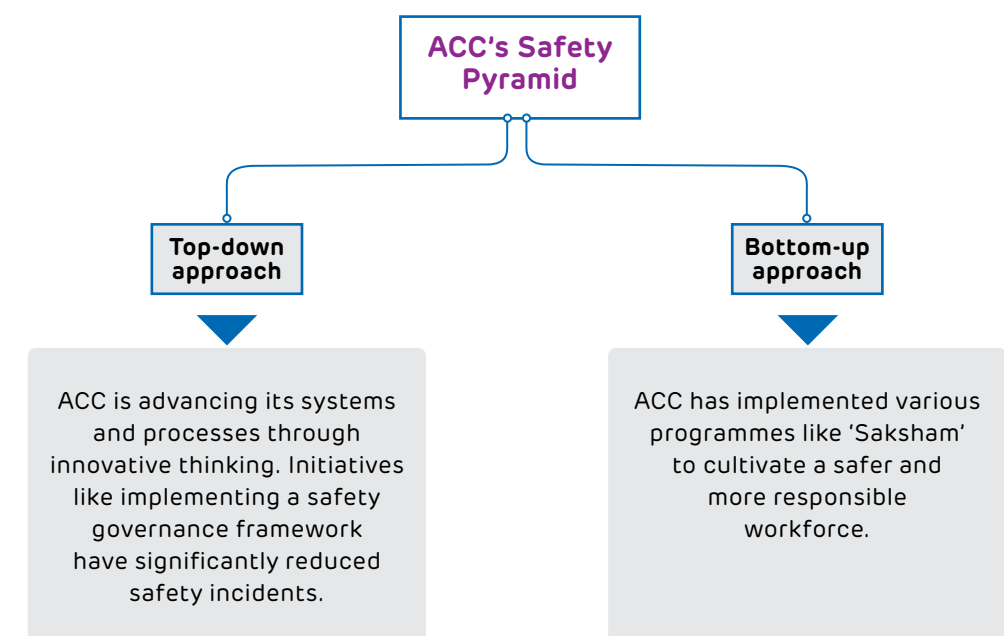 ACC's Safety
Pyramid
Top-down
approach
ACC is advancing its systems
and processes through
innovative thinking. Initiatives
like implementing a safety
governance framework
have significantly reduced
safety incidents.
Bottom-up
approach
ACC has implemented various
programmes like ‘Saksham’
to cultivate a safer and
more responsible
workforce.